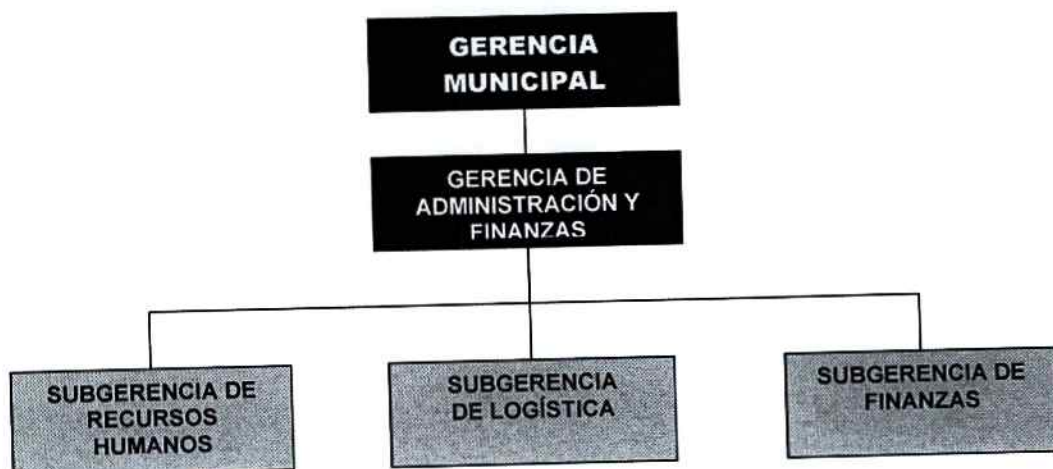 GERENCIA
MUNICIPAL
GERENCIA DE
ADMINISTRACIÓN Y
FINANZAS
SUBGERENCIA DE
RECURSOS
HUMANOS
SUBGERENCIA
DE LOGÍSTICA
SUBGERENCIA DE
FINANZAS